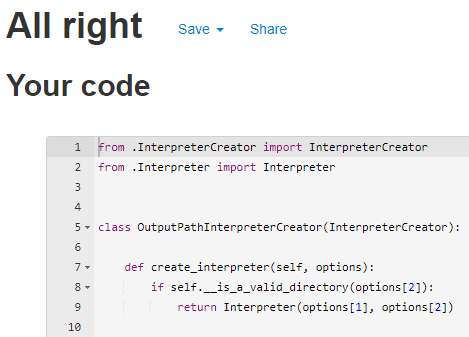 All right Save Share
Your code
1 from .InterpreterCreator import InterpreterCreator
2 from .Interpreter import Interpreter
3
4
5 class OutputPathInterpreterCreator(InterpreterCreator):
6
7 def create_interpreter(self, options):
8 if self.__is_a_valid_directory(options[2]):
9 return Interpreter(options[1], options[2])
10